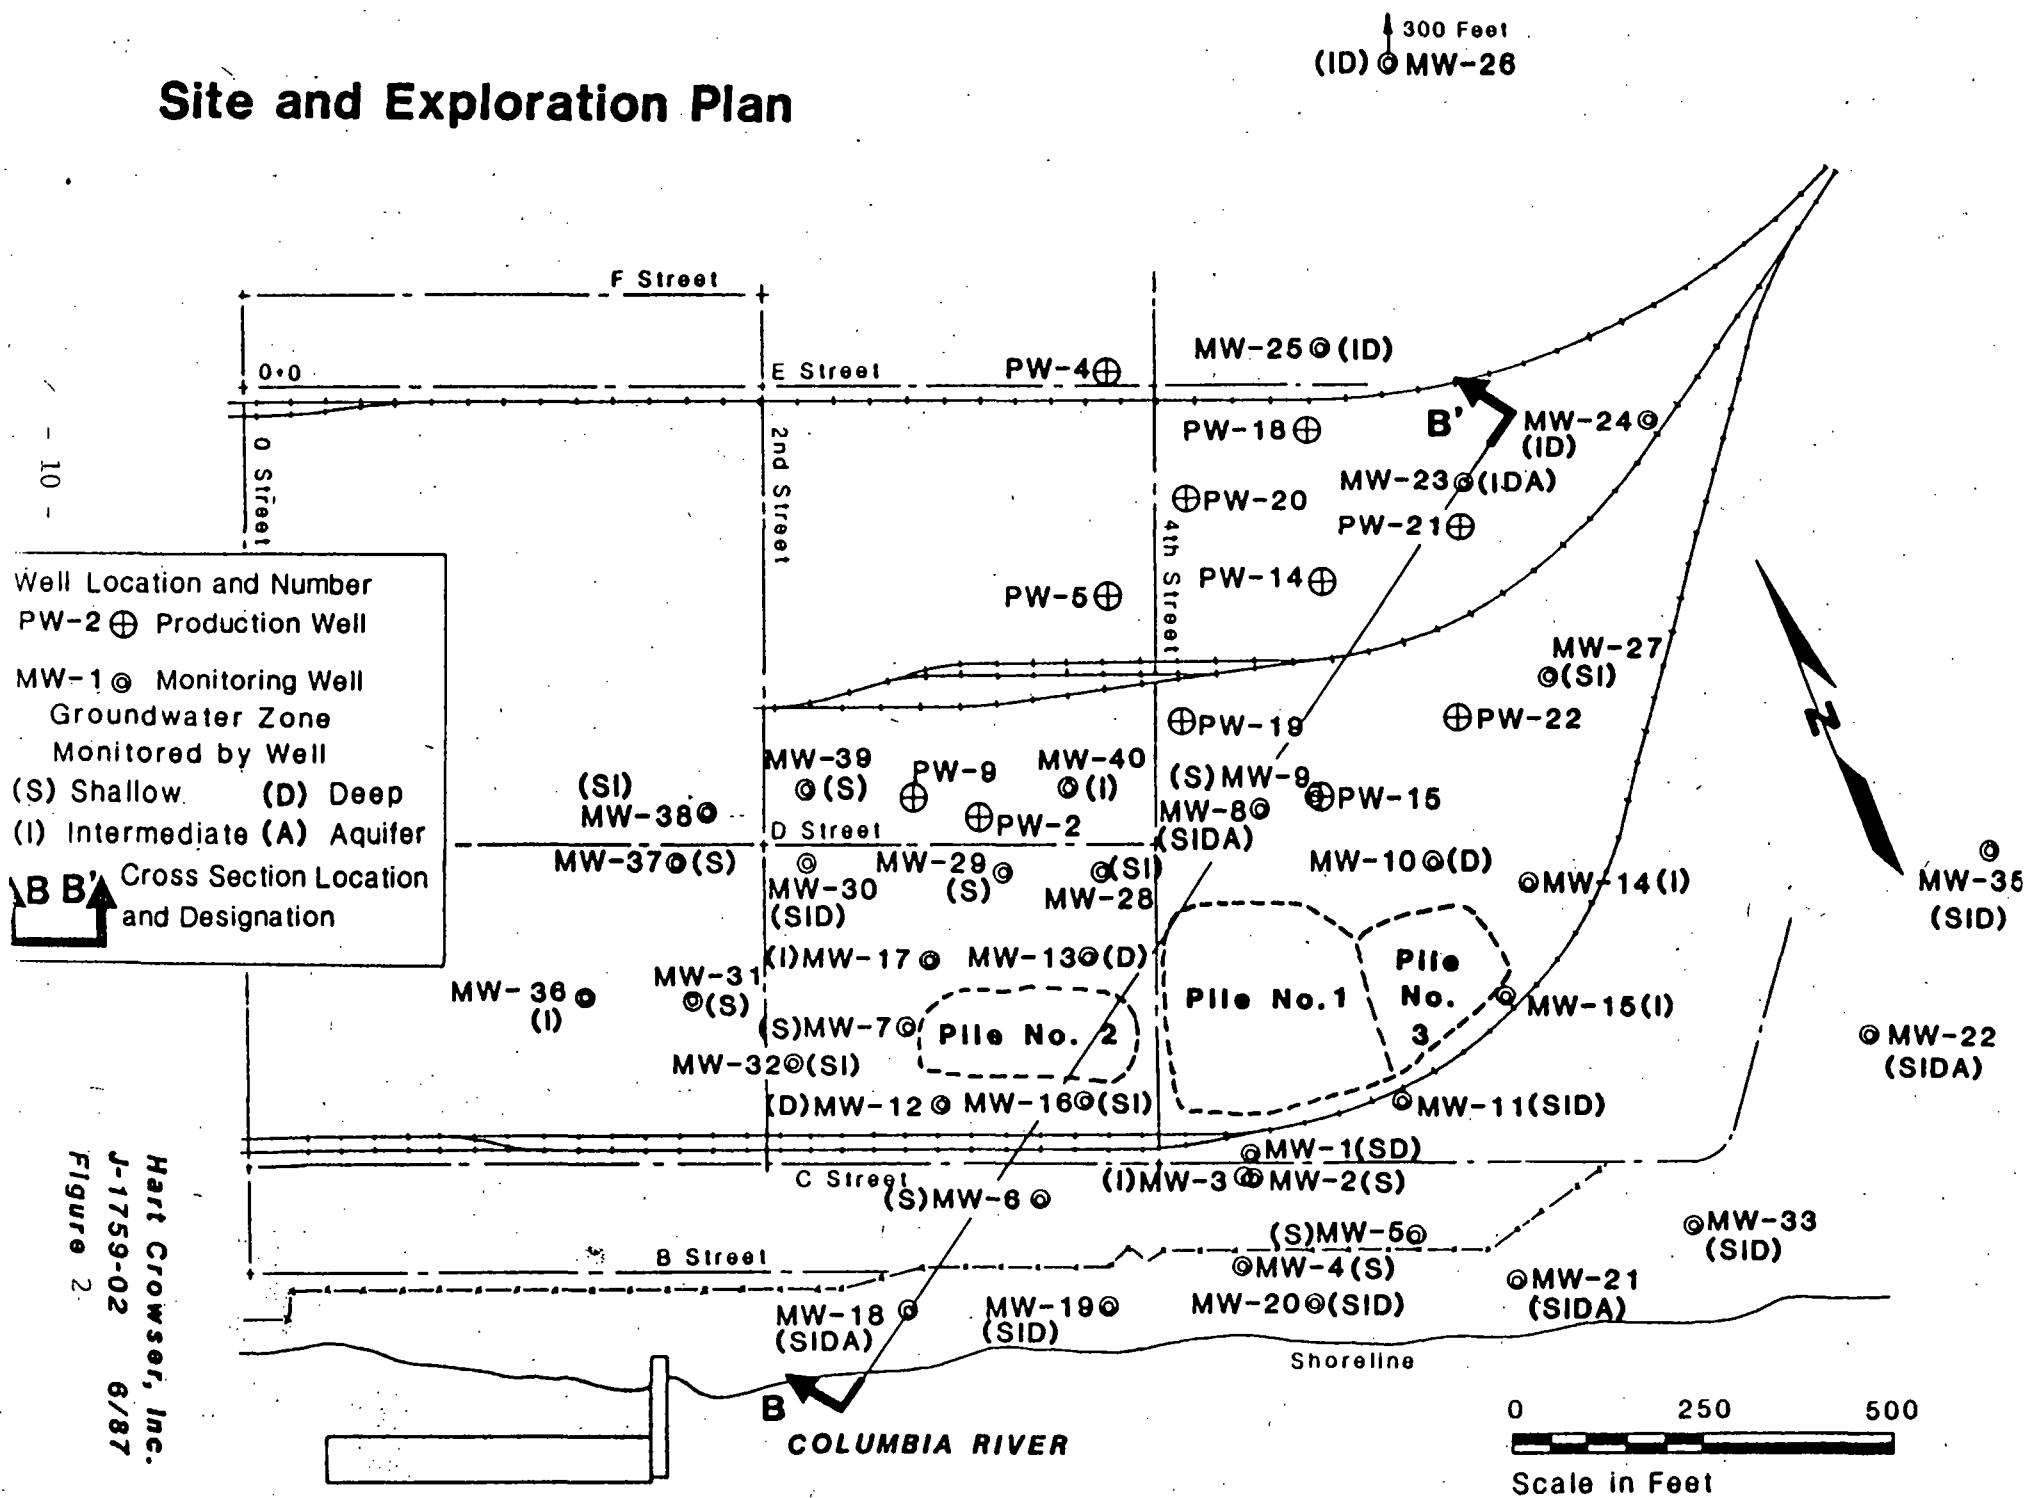 300 Feet
(ID) MW-26
Site and Exploration Plan
F Street
MW-25 (ID)
0+0
E Street
PW-4
B'
MW-24
(ID)
PW-18
0 Street
2nd Street
MW-23 (IDA)
PW-20
PW-21
4th Street
- 10 -
PW-14
PW-5
Well Location and Number
PW-2 Production Well
MW-1 Monitoring Well
Groundwater Zone
Monitored by Well
(S) Shallow (D) Deep
(I) Intermediate (A) Aquifer
B B' Cross Section Location
and Designation
MW-27
(SI)
PW-19
PW-22
N
MW-39
(S)
PW-9
MW-40
(I)
(S) MW-9
PW-15
(SI)
MW-38
PW-2
MW-8
(SIDA)
D Street
MW-37 (S)
MW-30
(SID)
MW-29
(S)
(SI)
MW-28
MW-10 (D)
MW-14 (I)
MW-35
(SID)
(I) MW-17
MW-13 (D)
Pile
No.
3
Pile No. 1
MW-15 (I)
MW-36
(I)
MW-31
(S)
(S) MW-7
Pile No. 2
MW-22
(SIDA)
MW-32 (SI)
(D) MW-12
MW-16 (SI)
MW-11 (SID)
MW-1 (SD)
C Street
(I) MW-3
MW-2 (S)
(S) MW-6
(S) MW-5
MW-33
(SID)
B Street
MW-4 (S)
MW-21
(SIDA)
MW-18
(SIDA)
MW-19
(SID)
MW-20 (SID)
Shoreline
B
COLUMBIA RIVER
0 250 500
Scale in Feet
Hart Crowser, Inc.
J-1759-02 6/87
Figure 2